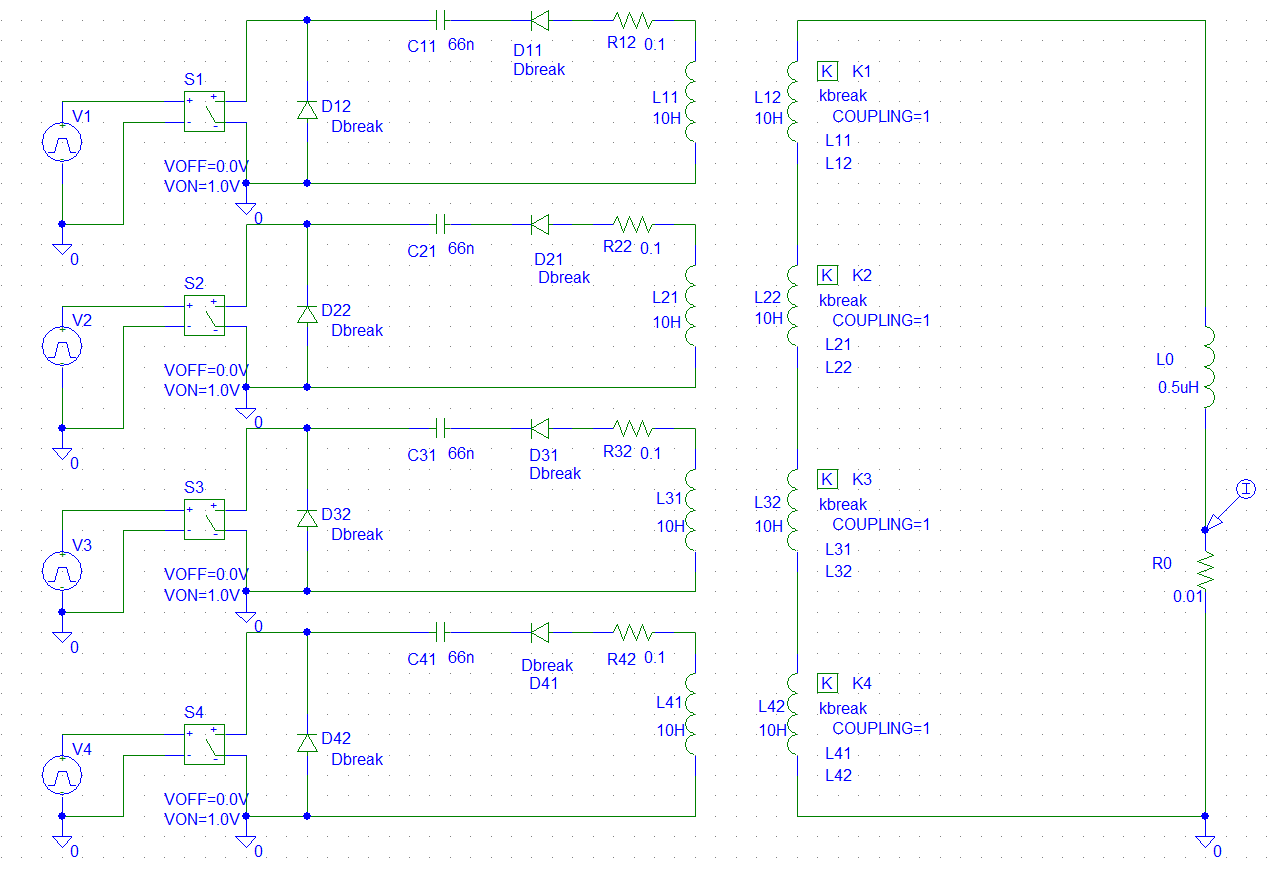 C11 66n
D11
Dbreak
R12 0.1
S1
+ +
- -
V1
+
D12
Dbreak
L11
10H
L12
10H
K K1
kbreak
COUPLING=1
L11
L12
VOFF=0.0V
VON=1.0V
0
0
C21 66n
D21
Dbreak
R22 0.1
S2
+ +
- -
V2
+
D22
Dbreak
L21
10H
L22
10H
K K2
kbreak
COUPLING=1
L21
L22
VOFF=0.0V
VON=1.0V
0
0
L0
0.5uH
C31 66n
D31
Dbreak
R32 0.1
S3
+ +
- -
V3
+
D32
Dbreak
L31
10H
L32
10H
K K3
kbreak
COUPLING=1
L31
L32
I
R0
0.01
VOFF=0.0V
VON=1.0V
0
0
C41 66n
Dbreak
D41
R42 0.1
S4
+ +
- -
V4
+
D42
Dbreak
L41
10H
L42
10H
K K4
kbreak
COUPLING=1
L41
L42
VOFF=0.0V
VON=1.0V
0
0
0